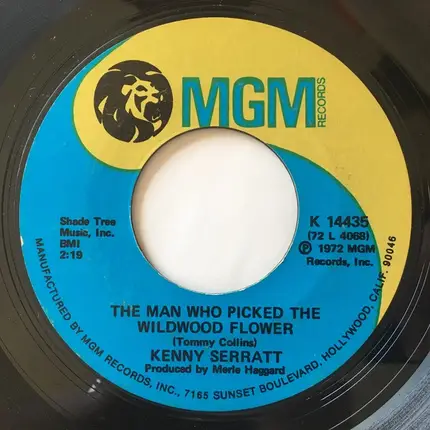 MGM
RECORDS
Shade Tree
Music, Inc.
BMI
2:19
K 14435
(72 L 4068)
Ⓟ 1972 MGM
Records, Inc.
THE MAN WHO PICKED THE
WILDWOOD FLOWER
(Tommy Collins)
KENNY SERRATT
Produced by Merle Haggard
MANUFACTURED BY MGM RECORDS, INC., 7165 SUNSET BOULEVARD, HOLLYWOOD, CALIF. 90046